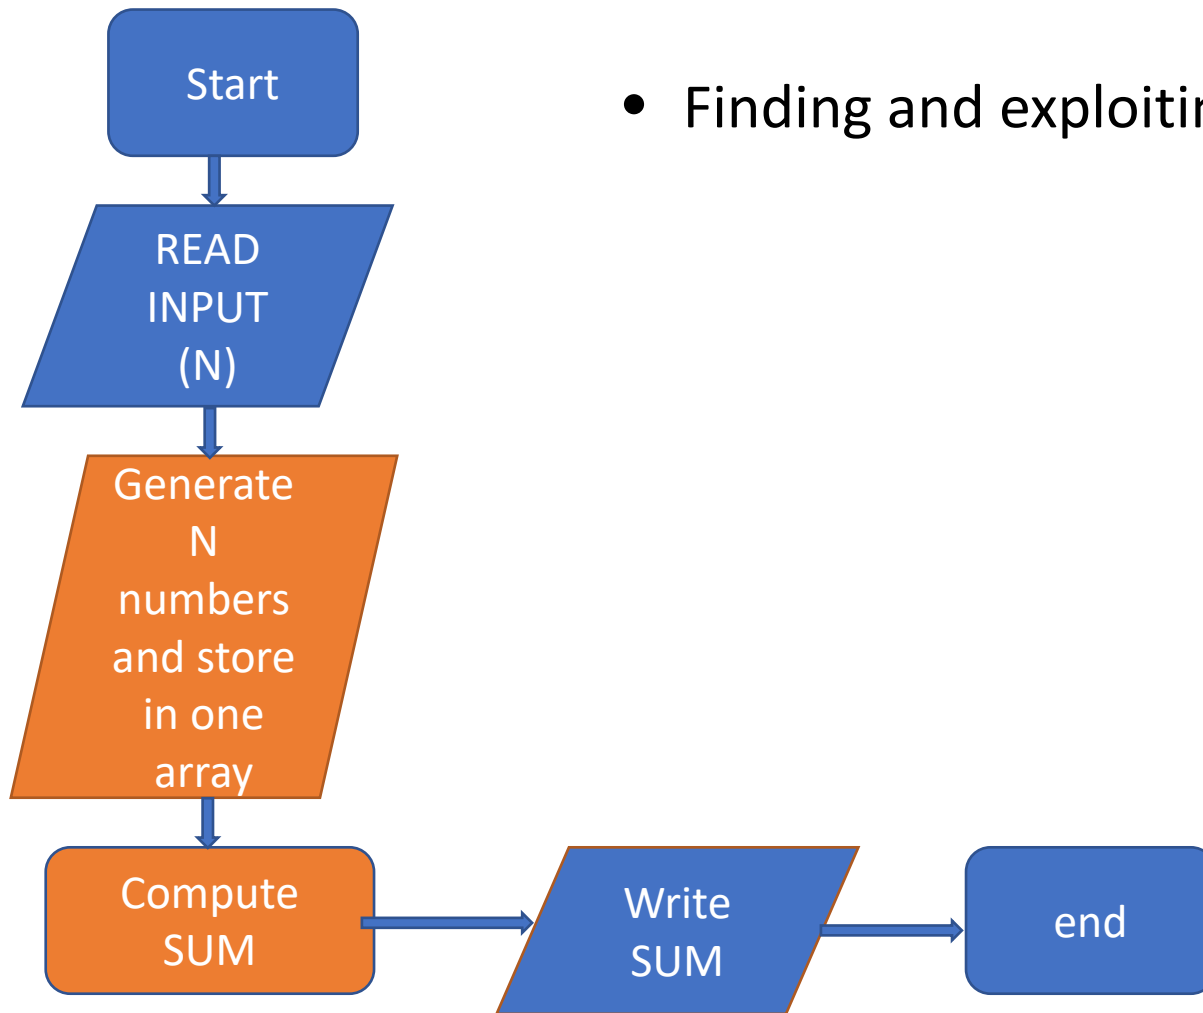 Start
• Finding and exploitin
READ
INPUT
(N)
Generate
N
numbers
and store
in one
array
Compute
SUM
Write
SUM
end